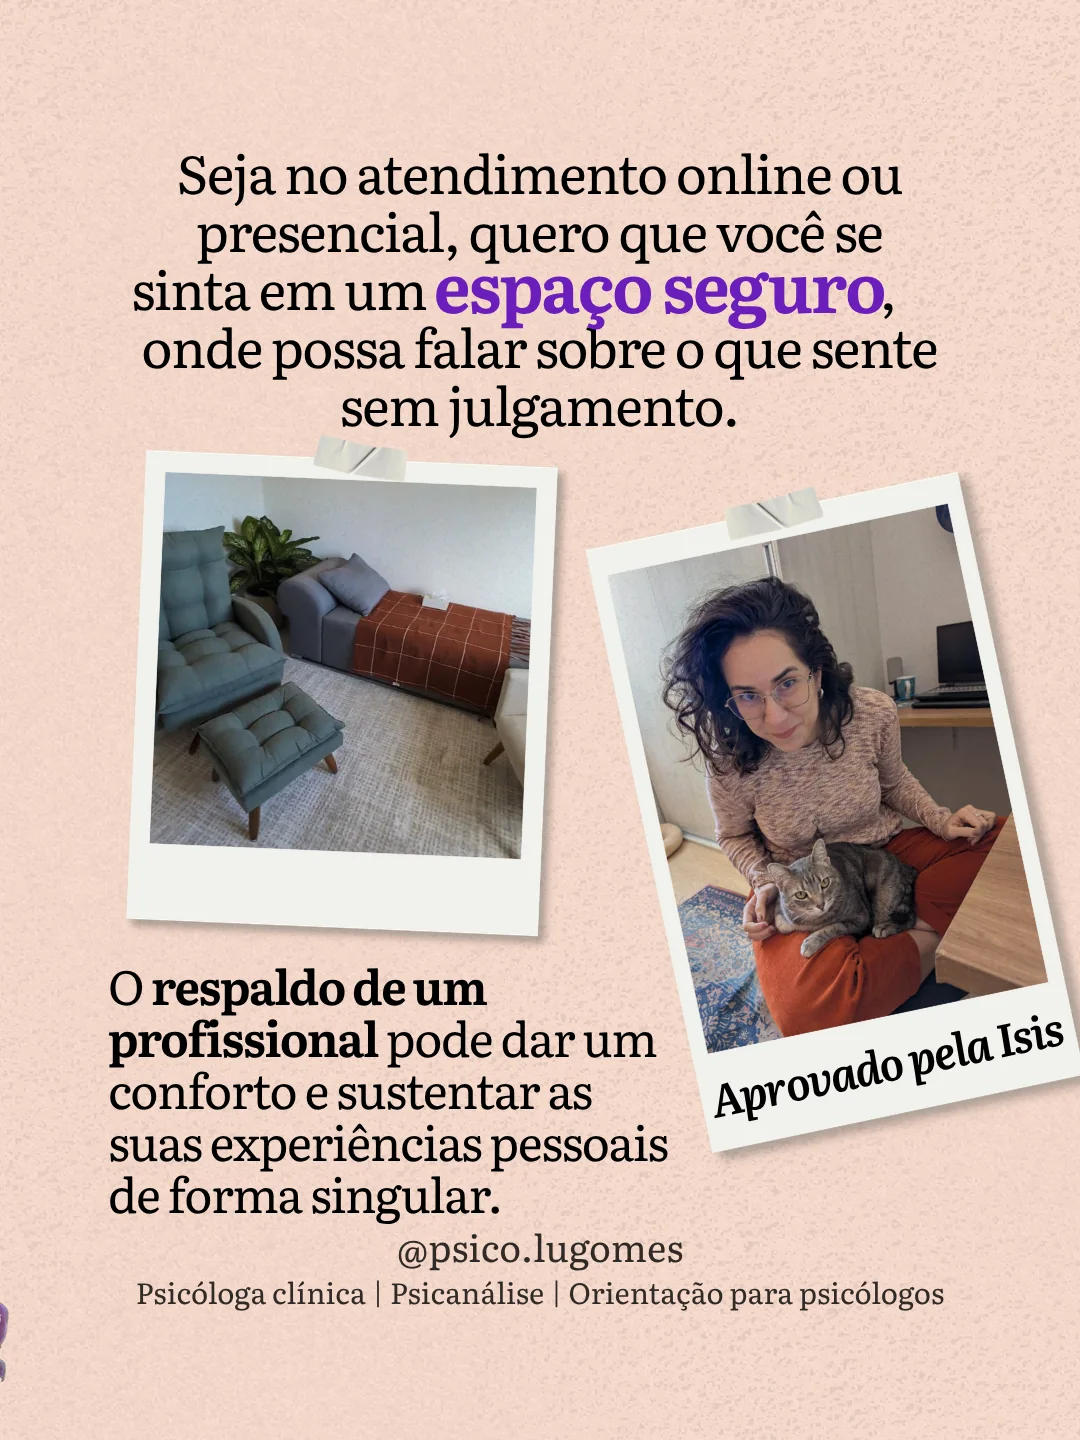 Seja no atendimento online ou
presencial, quero que você se
sinta em um espaço seguro,
onde possa falar sobre o que sente
sem julgamento.
Aprovado pela Isis
O respaldo de um
profissional pode dar um
conforto e sustentar as
suas experiências pessoais
de forma singular.
@psico.lugomes
Psicóloga clínica | Psicanálise | Orientação para psicólogos